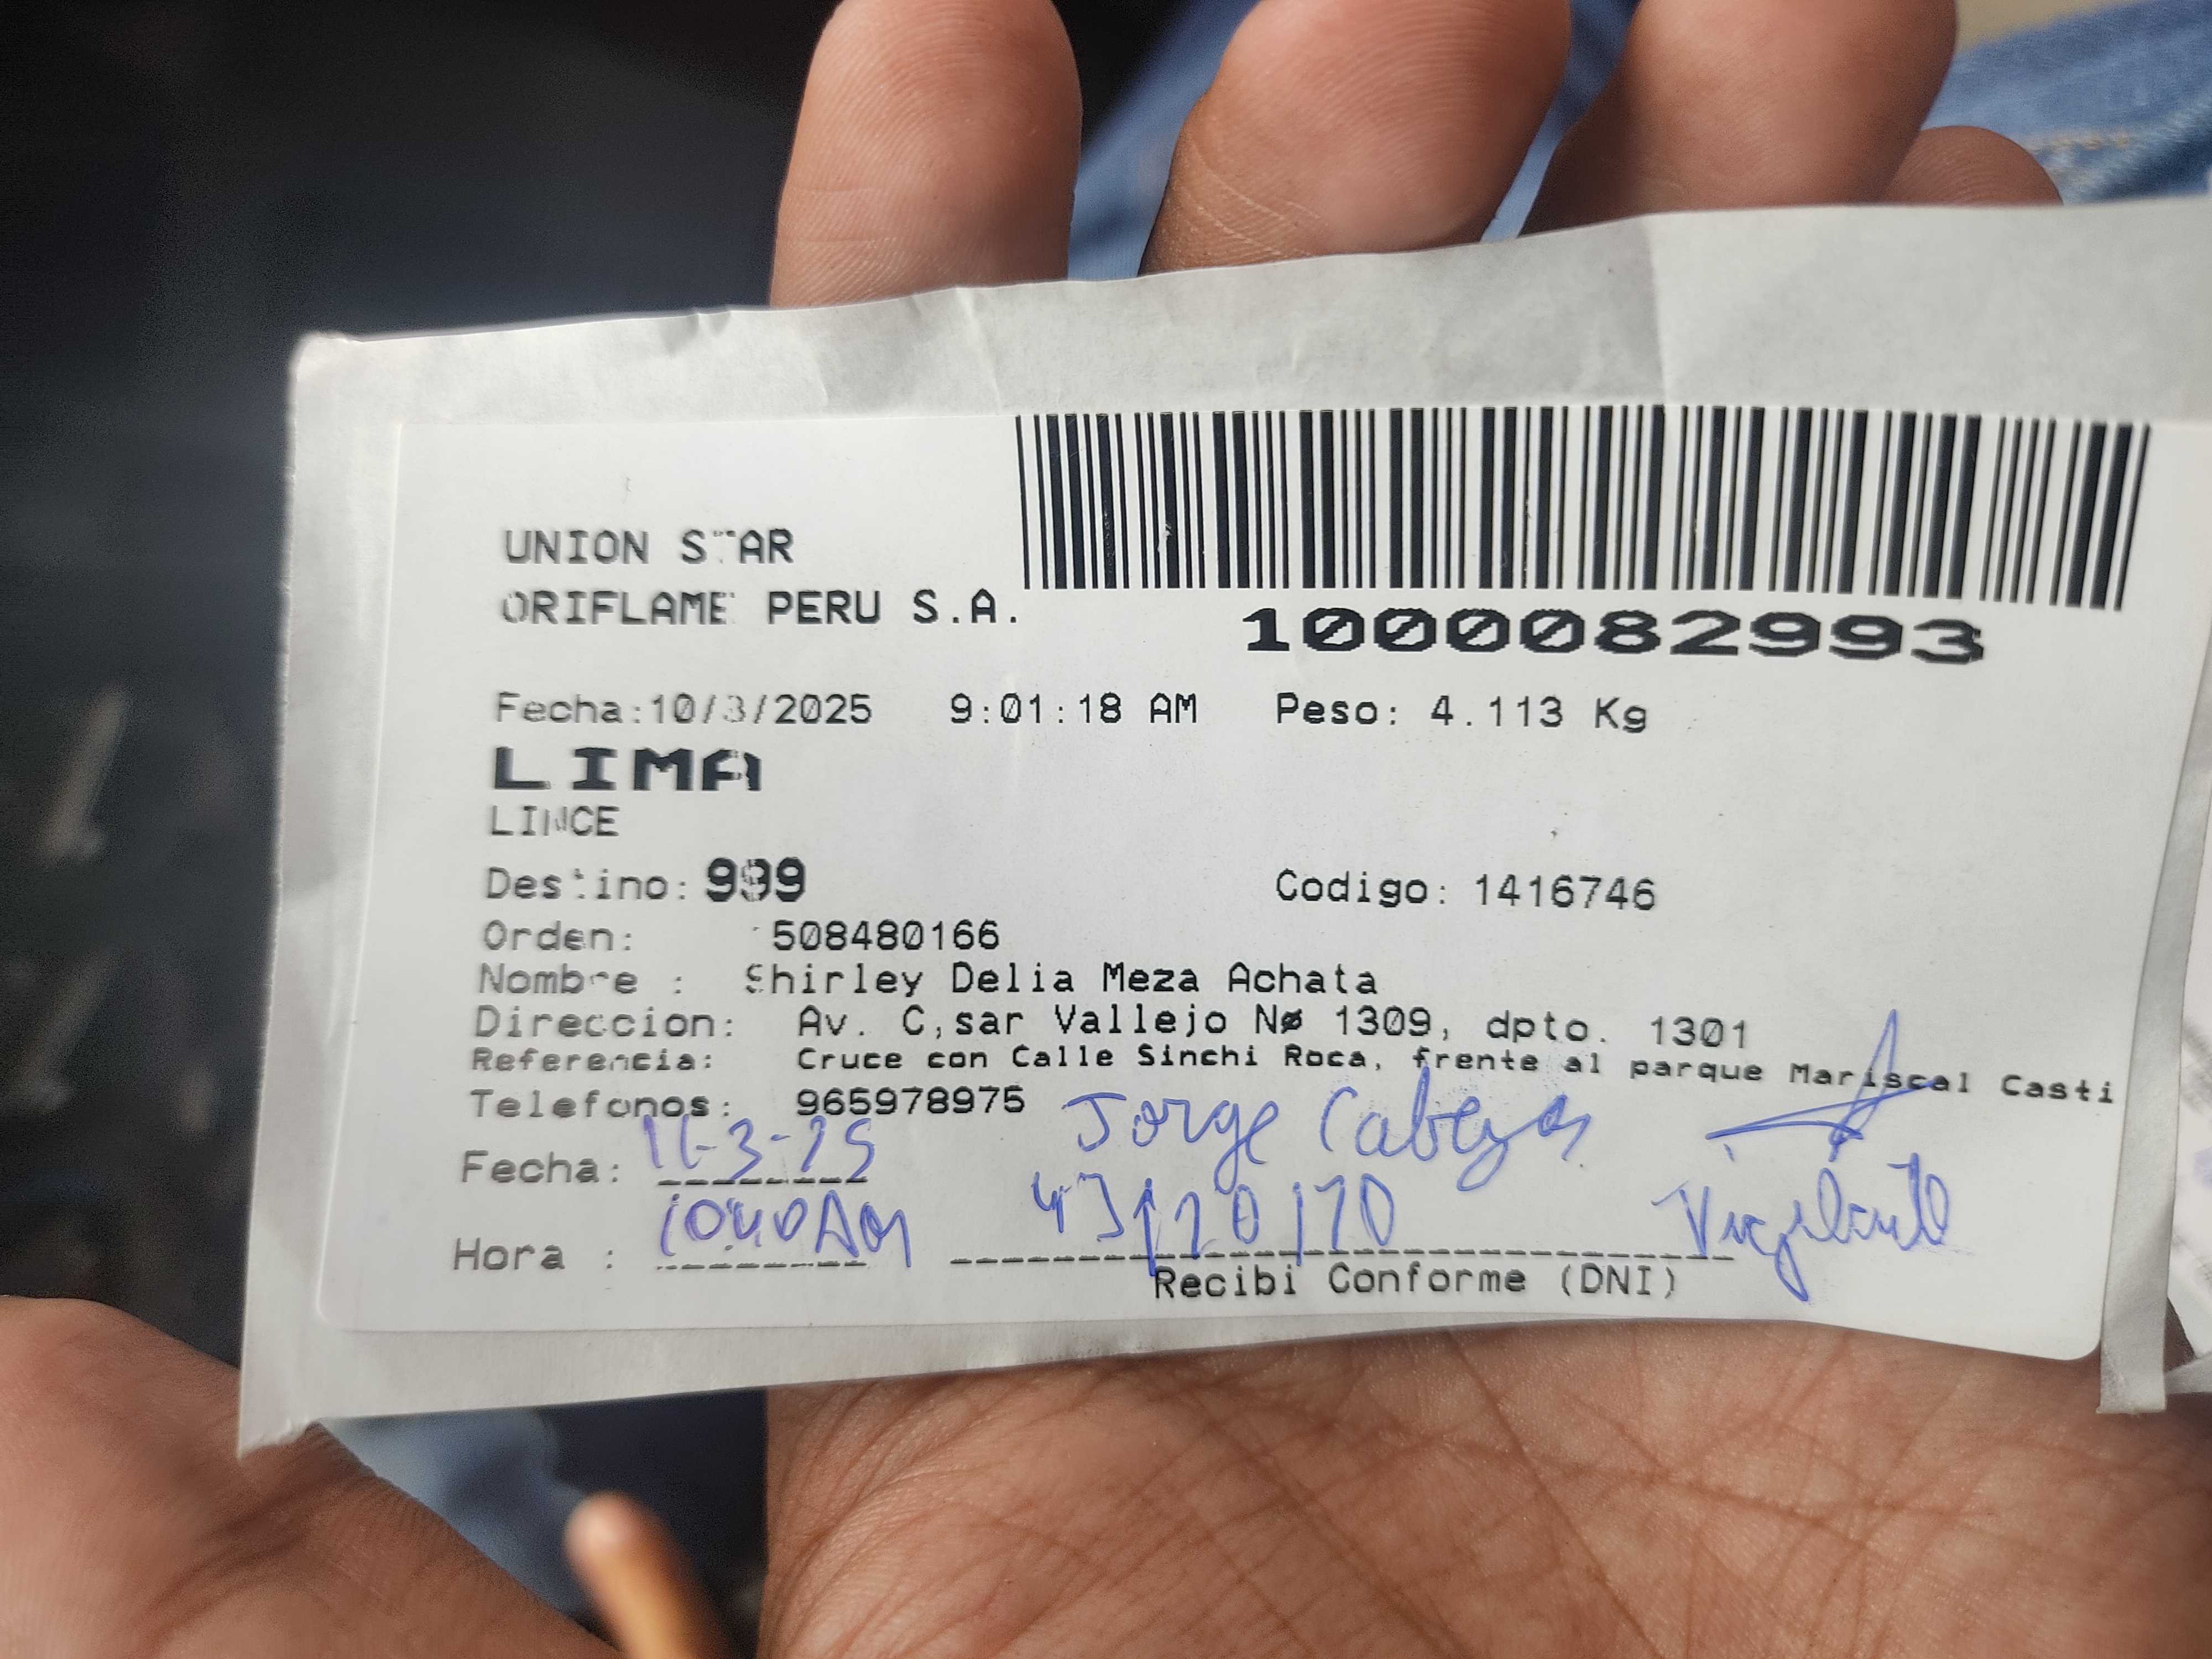 UNION STAR
ORIFLAME PERU S.A.
1000082993
Fecha:10/3/2025 9:01:18 AM Peso: 4.113 Kg
LIMA
LINCE
Destino: 999 Codigo: 1416746
Orden: 508480166
Nombre : Shirley Delia Meza Achata
Direccion: Av. C,sar Vallejo Nø 1309, dpto. 1301
Referencia: Cruce con Calle Sinchi Roca, frente al parque Mariscal Casti
Telefonos: 965978975 Jorge Cabezas
Fecha: 11-3-25
Hora : 10:40 AM Vigilante
Recibi Conforme (DNI)